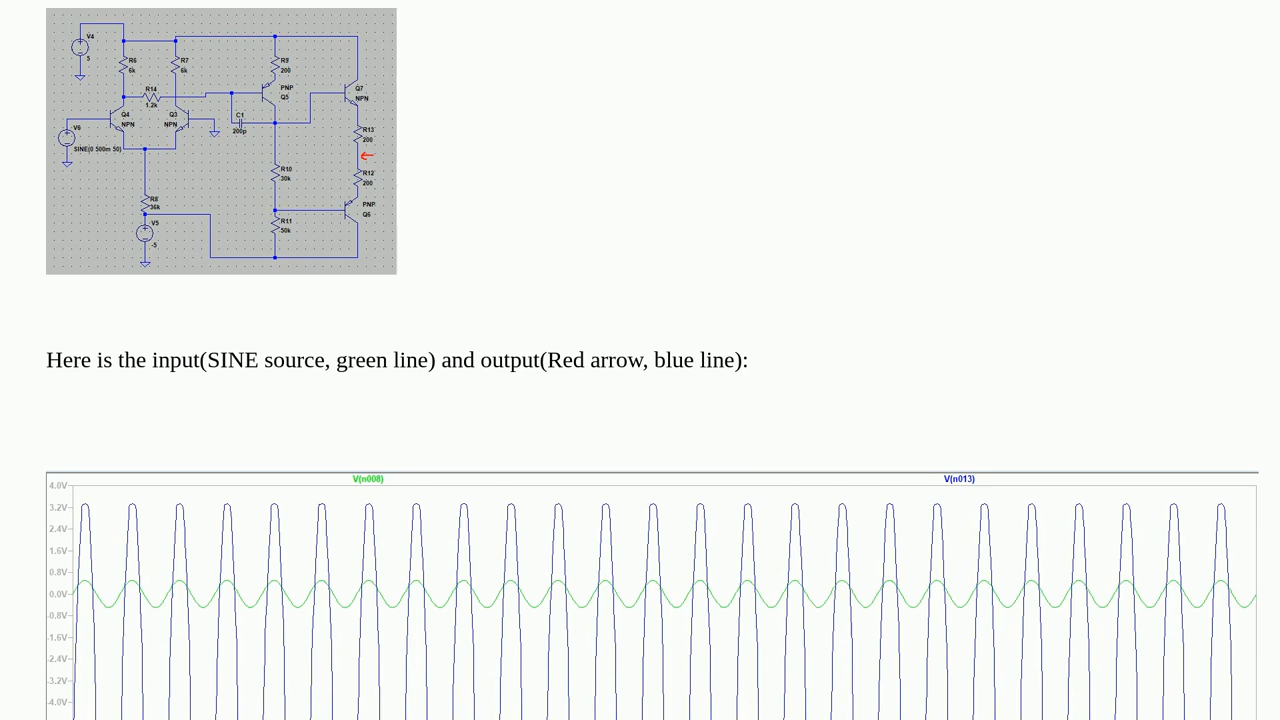 V4
5
R6
6k
R7
6k
R9
200
R14
1.2k
PNP
Q5
Q7
NPN
Q4
NPN
Q3
NPN
C1
200p
V6
SINE(0 500m 50)
R13
200
R10
30k
R12
200
R8
36k
PNP
Q6
V5
-5
R11
50k
Here is the input(SINE source, green line) and output(Red arrow, blue line):
V(n008)
V(n013)
4.0V
3.2V
2.4V
1.6V
0.8V
0.0V
-0.8V
-1.6V
-2.4V
-3.2V
-4.0V